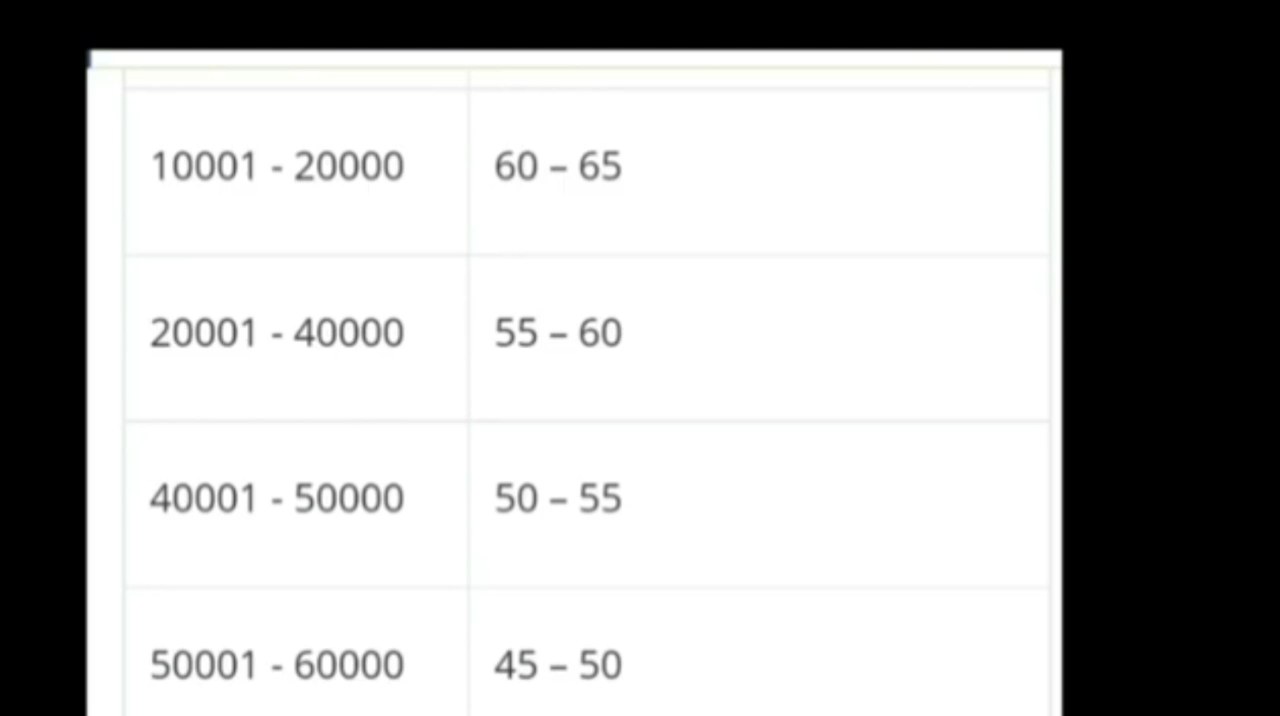 10001 - 20000 60 – 65
20001 - 40000 55 – 60
40001 - 50000 50 – 55
50001 - 60000 45 – 50